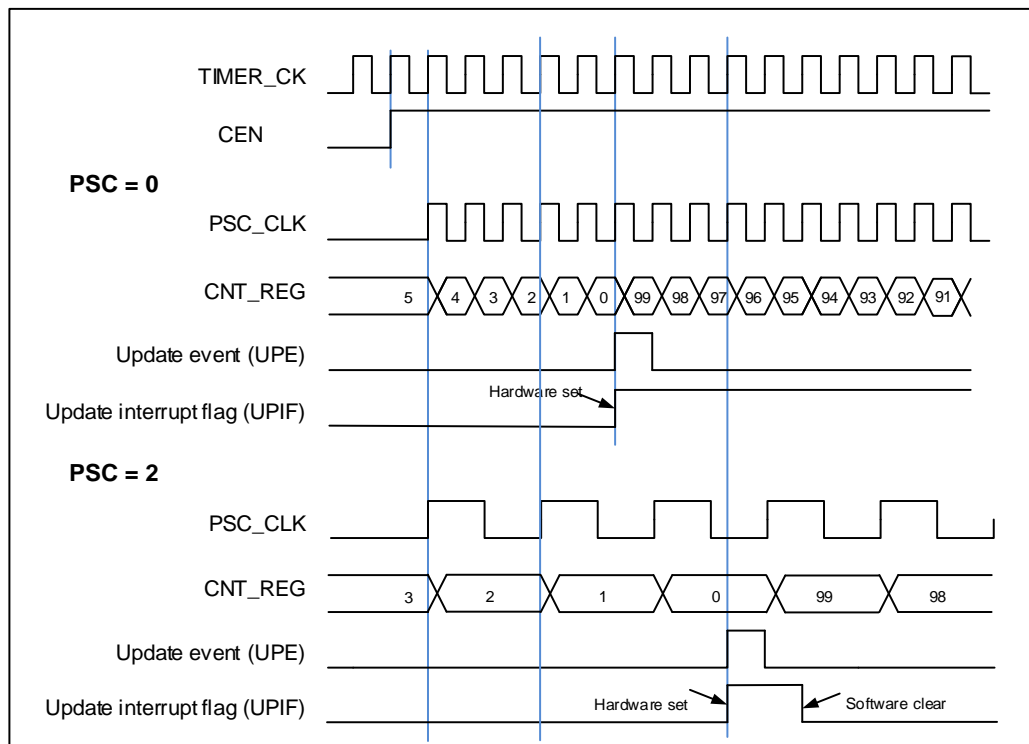 TIMER_CK
CEN
PSC = 0
PSC_CLK
CNT_REG 5 4 3 2 1 0 99 98 97 96 95 94 93 92 91
Update event (UPE)
Hardware set
Update interrupt flag (UPIF)
PSC = 2
PSC_CLK
CNT_REG 3 2 1 0 99 98
Update event (UPE)
Update interrupt flag (UPIF) Hardware set Software clear